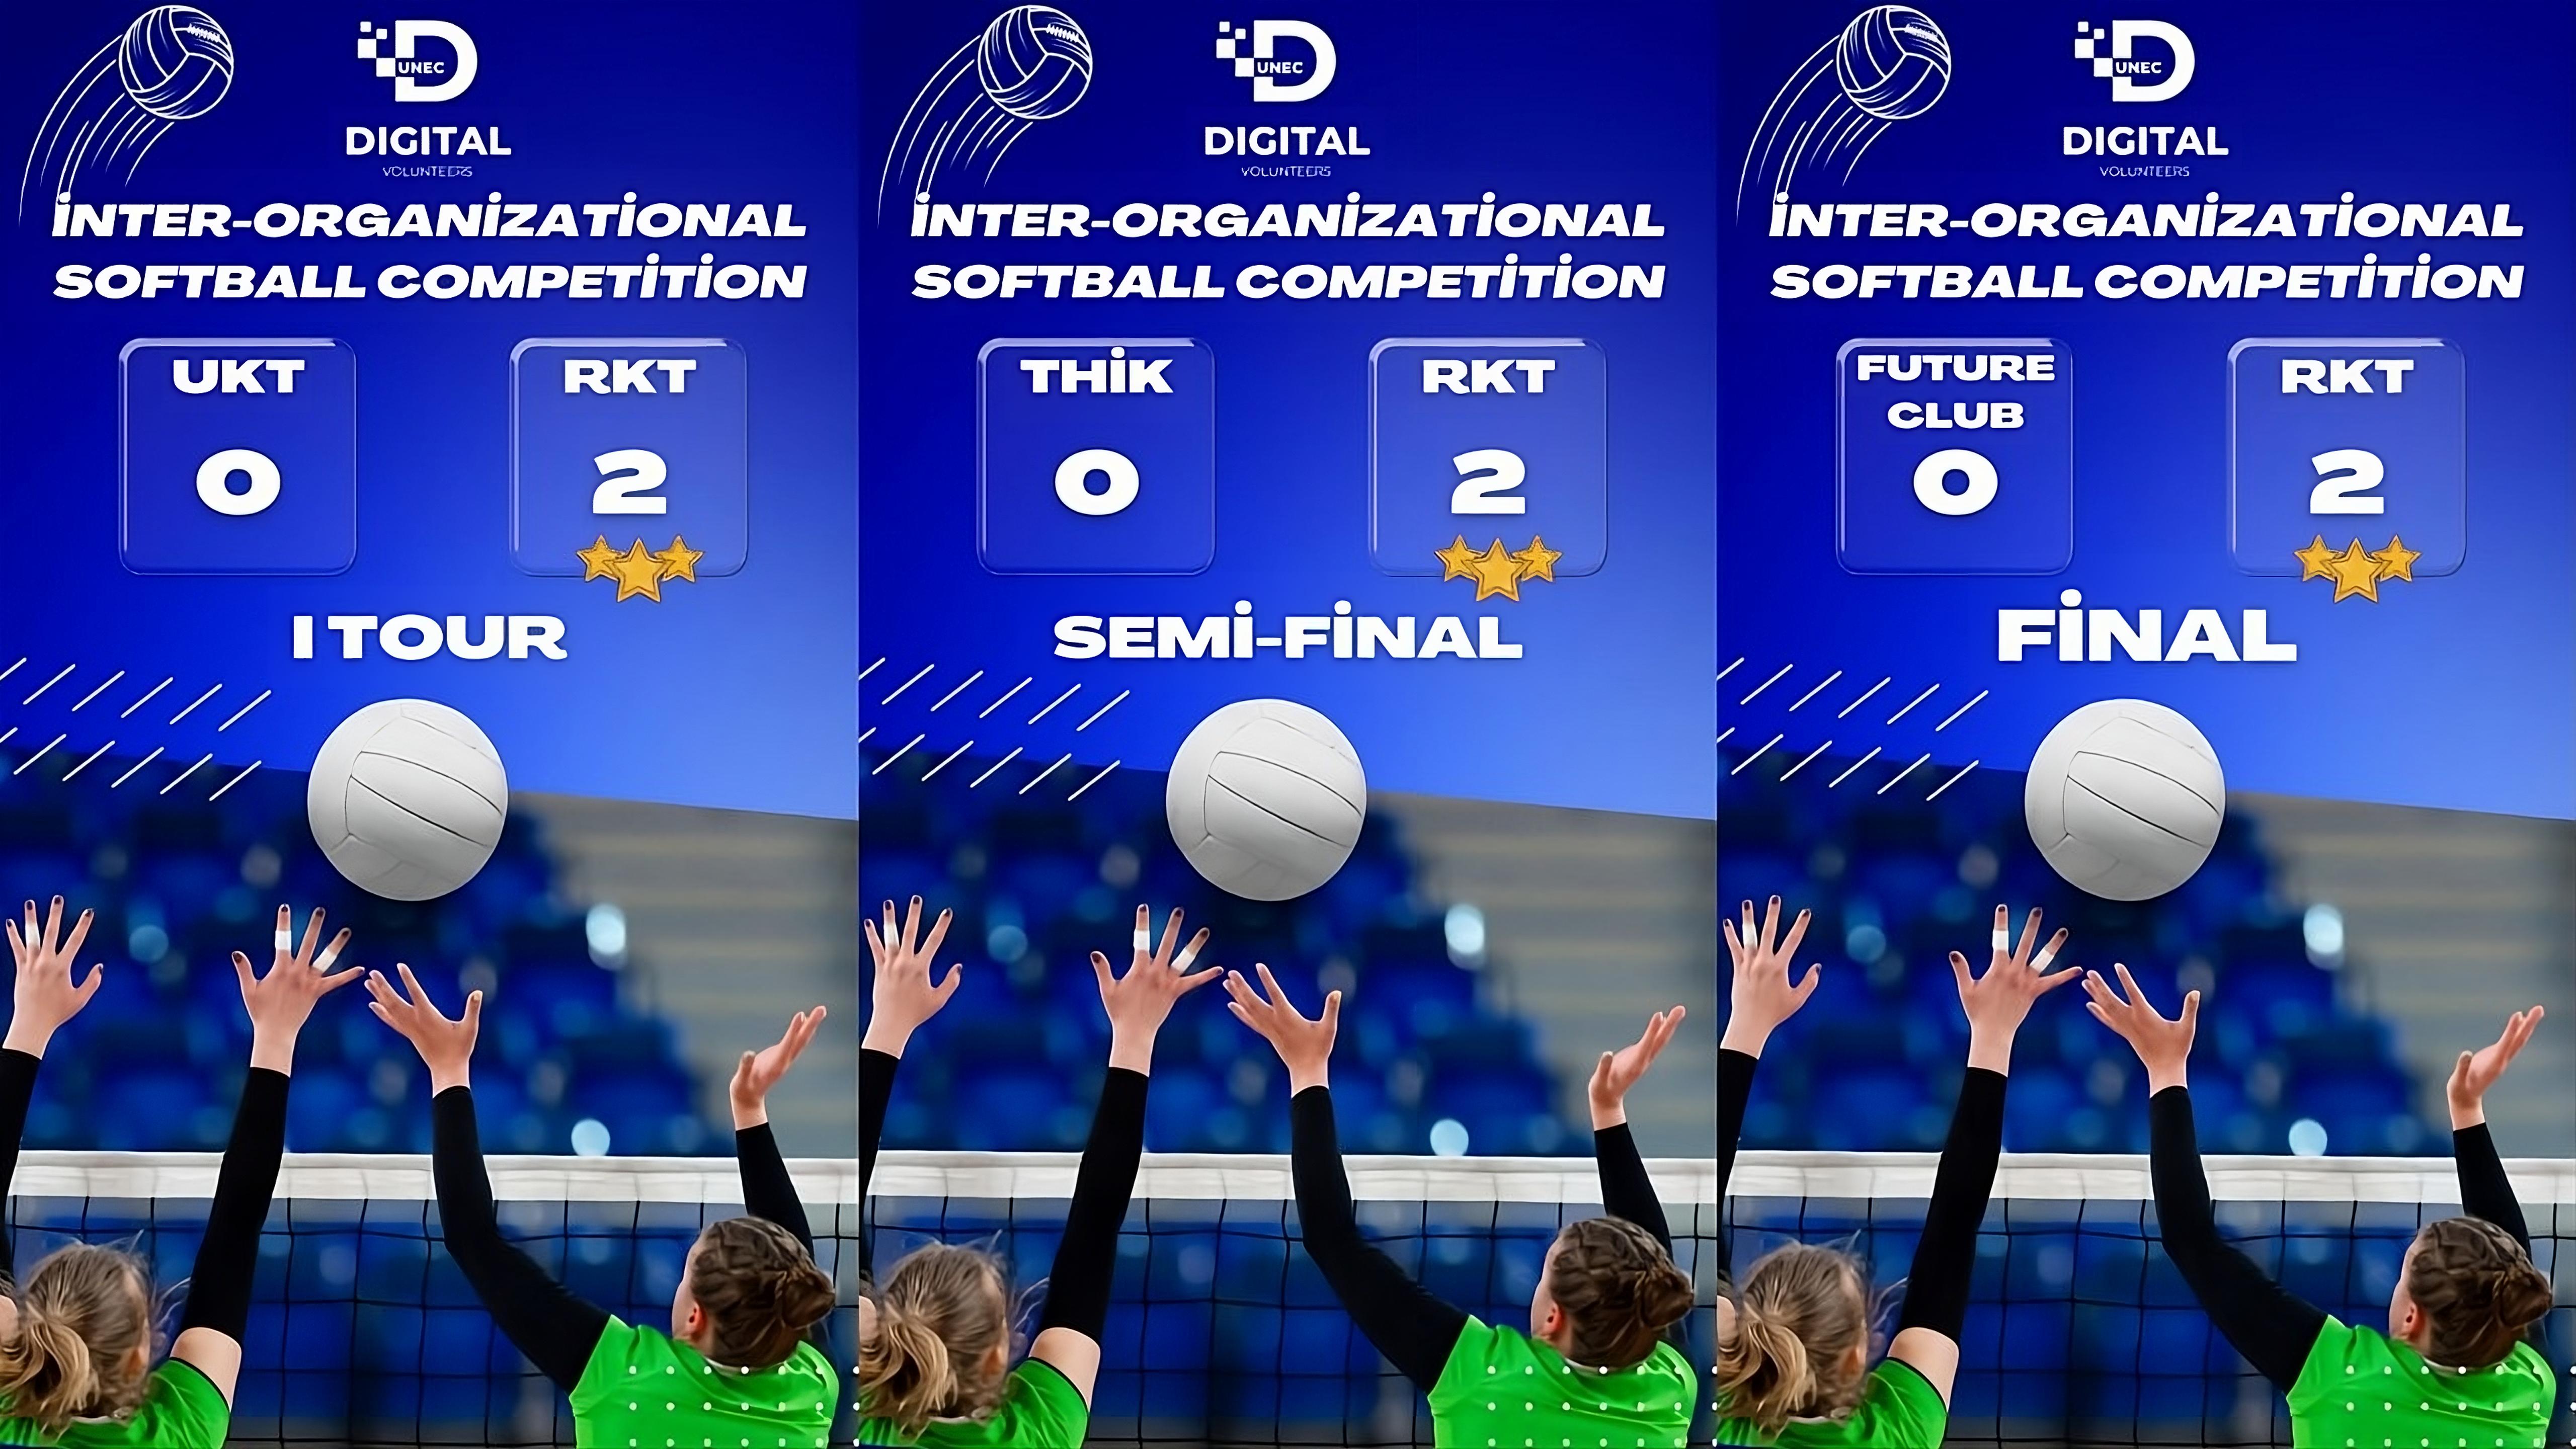 UNEC
DIGITAL
VOLUNTEERS
İNTER-ORGANİZATİONAL
SOFTBALL COMPETİTİON
UKT
RKT
0
2
I TOUR
UNEC
DIGITAL
VOLUNTEERS
İNTER-ORGANİZATİONAL
SOFTBALL COMPETİTİON
THİK
RKT
0
2
SEMİ-FİNAL
UNEC
DIGITAL
VOLUNTEERS
İNTER-ORGANİZATİONAL
SOFTBALL COMPETİTİON
FUTURE
CLUB
RKT
0
2
FİNAL